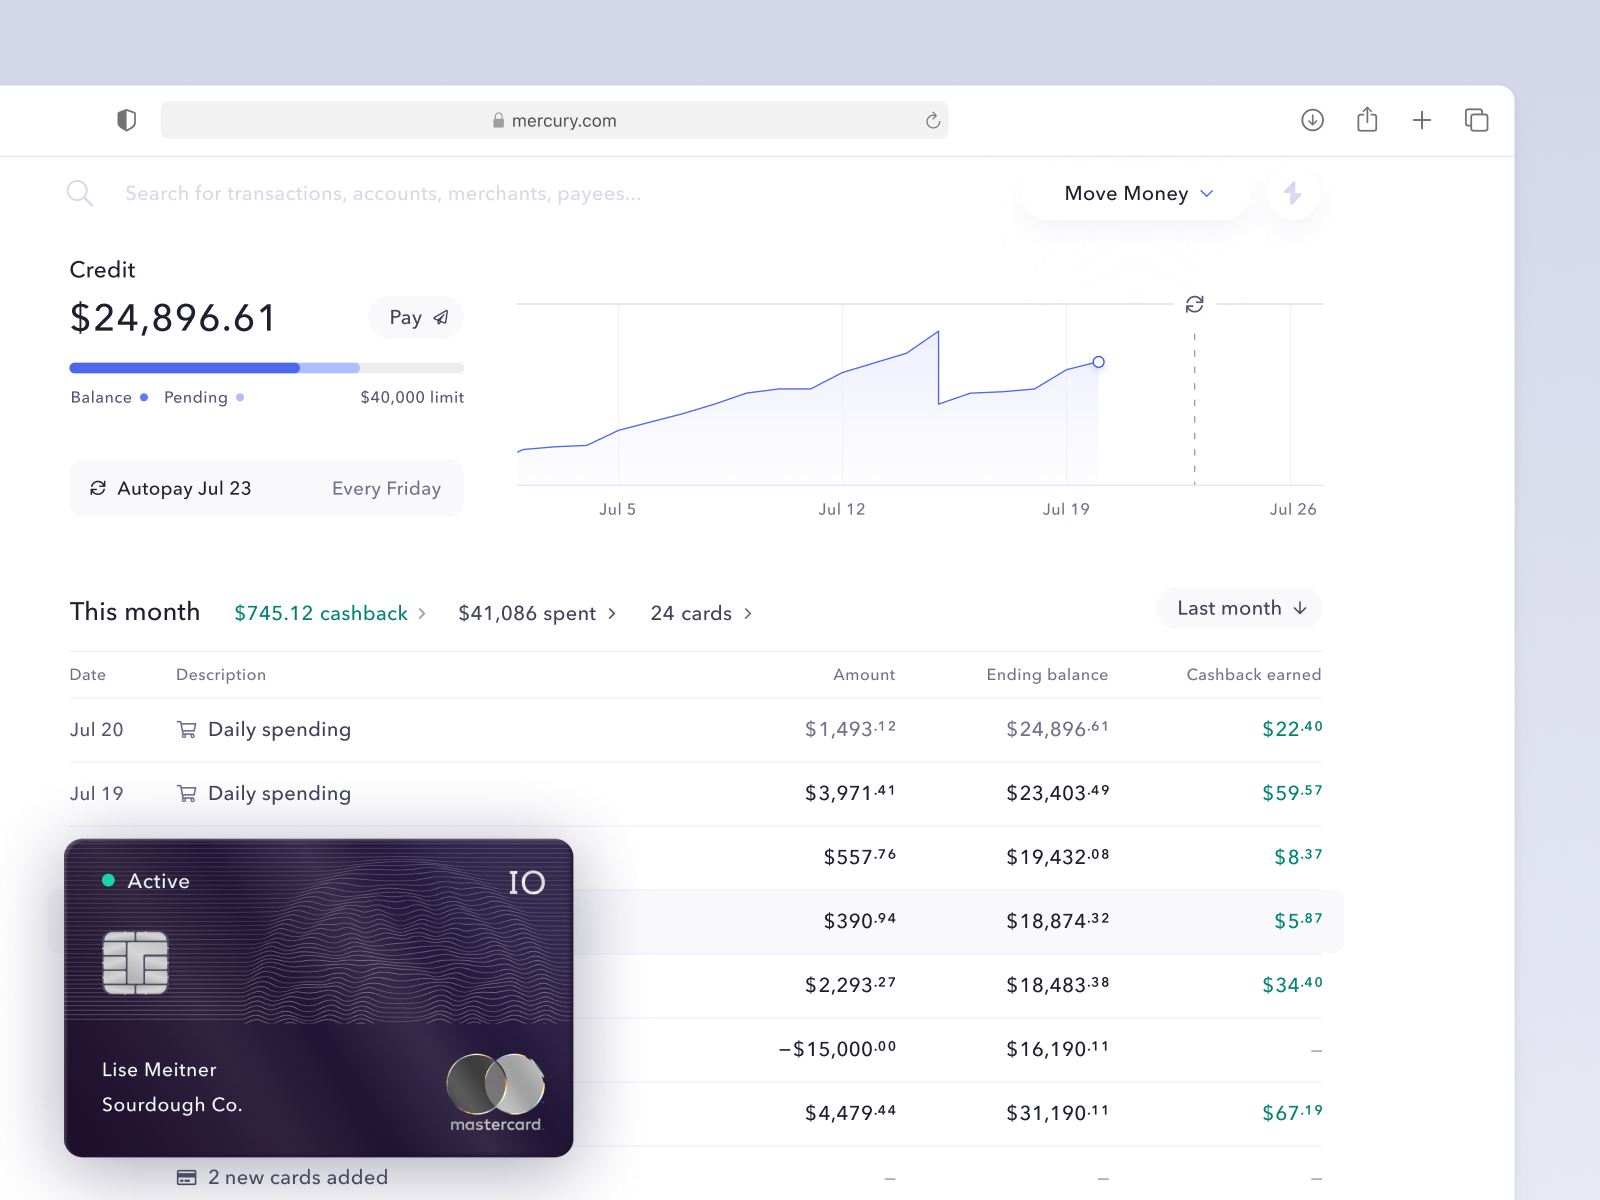 mercury.com
Search for transactions, accounts, merchants, payees...
Move Money
Credit
$24,896.61
Pay
Balance Pending $40,000 limit
Autopay Jul 23 Every Friday
Jul 5 Jul 12 Jul 19 Jul 26
This month $745.12 cashback $41,086 spent 24 cards Last month
Date Description Amount Ending balance Cashback earned
Jul 20 Daily spending $1,493.12 $24,896.61 $22.40
Jul 19 Daily spending $3,971.41 $23,403.49 $59.57
$557.76 $19,432.08 $8.37
$390.94 $18,874.32 $5.87
$2,293.27 $18,483.38 $34.40
−$15,000.00 $16,190.11 –
$4,479.44 $31,190.11 $67.19
Active IO
Lise Meitner
Sourdough Co.
mastercard.
2 new cards added – – –